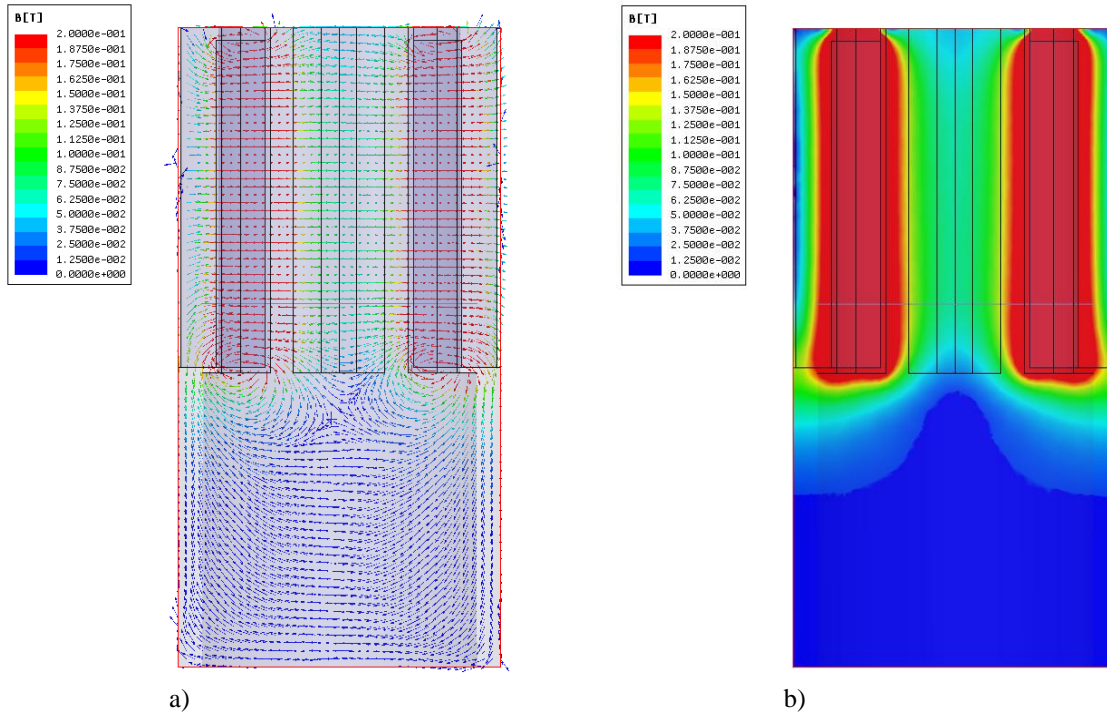 B[T]
2.0000e-001
1.8750e-001
1.7500e-001
1.6250e-001
1.5000e-001
1.3750e-001
1.2500e-001
1.1250e-001
1.0000e-001
8.7500e-002
7.5000e-002
6.2500e-002
5.0000e-002
3.7500e-002
2.5000e-002
1.2500e-002
0.0000e+000
B[T]
2.0000e-001
1.8750e-001
1.7500e-001
1.6250e-001
1.5000e-001
1.3750e-001
1.2500e-001
1.1250e-001
1.0000e-001
8.7500e-002
7.5000e-002
6.2500e-002
5.0000e-002
3.7500e-002
2.5000e-002
1.2500e-002
0.0000e+000
a)
b)